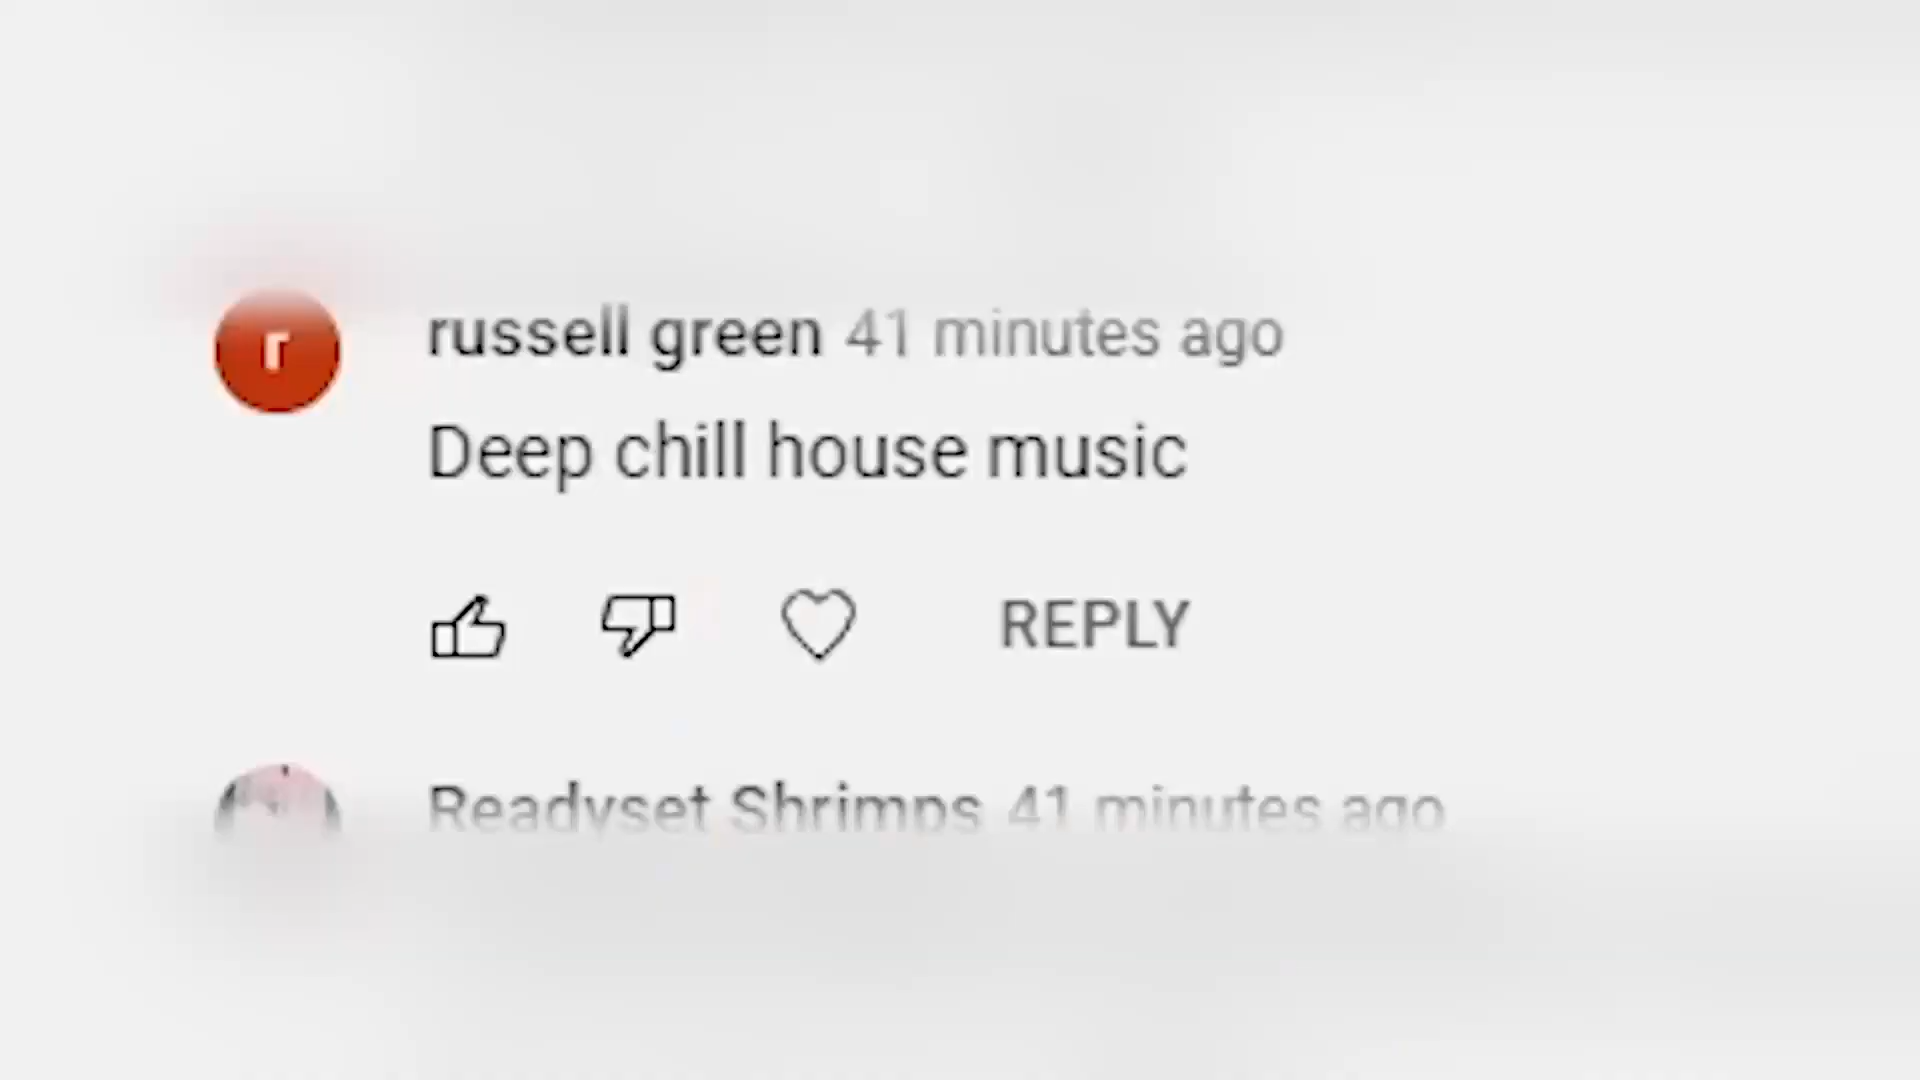 r
russell green 41 minutes ago
Deep chill house music
REPLY
Readyset Shrimps 41 minutes ago